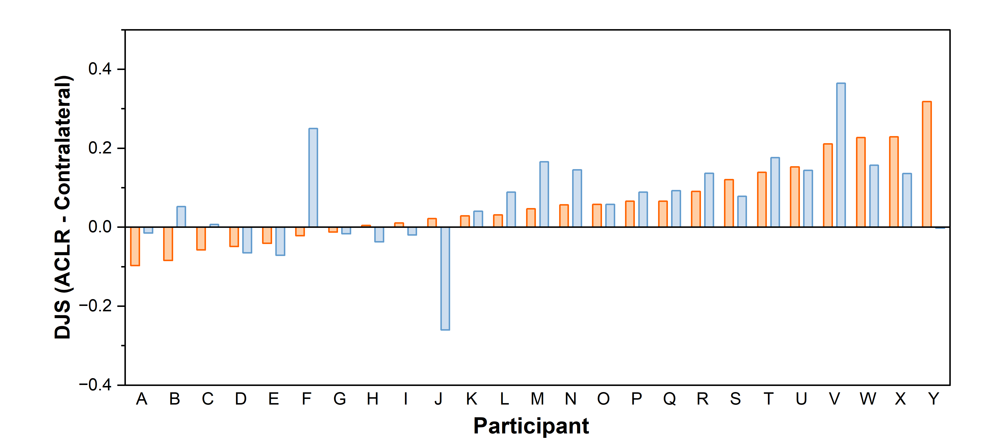 DJS (ACLR - Contralateral)
0.4
0.2
0.0
−0.2
−0.4
A B C D E F G H I J K L M N O P Q R S T U V W X Y
Participant